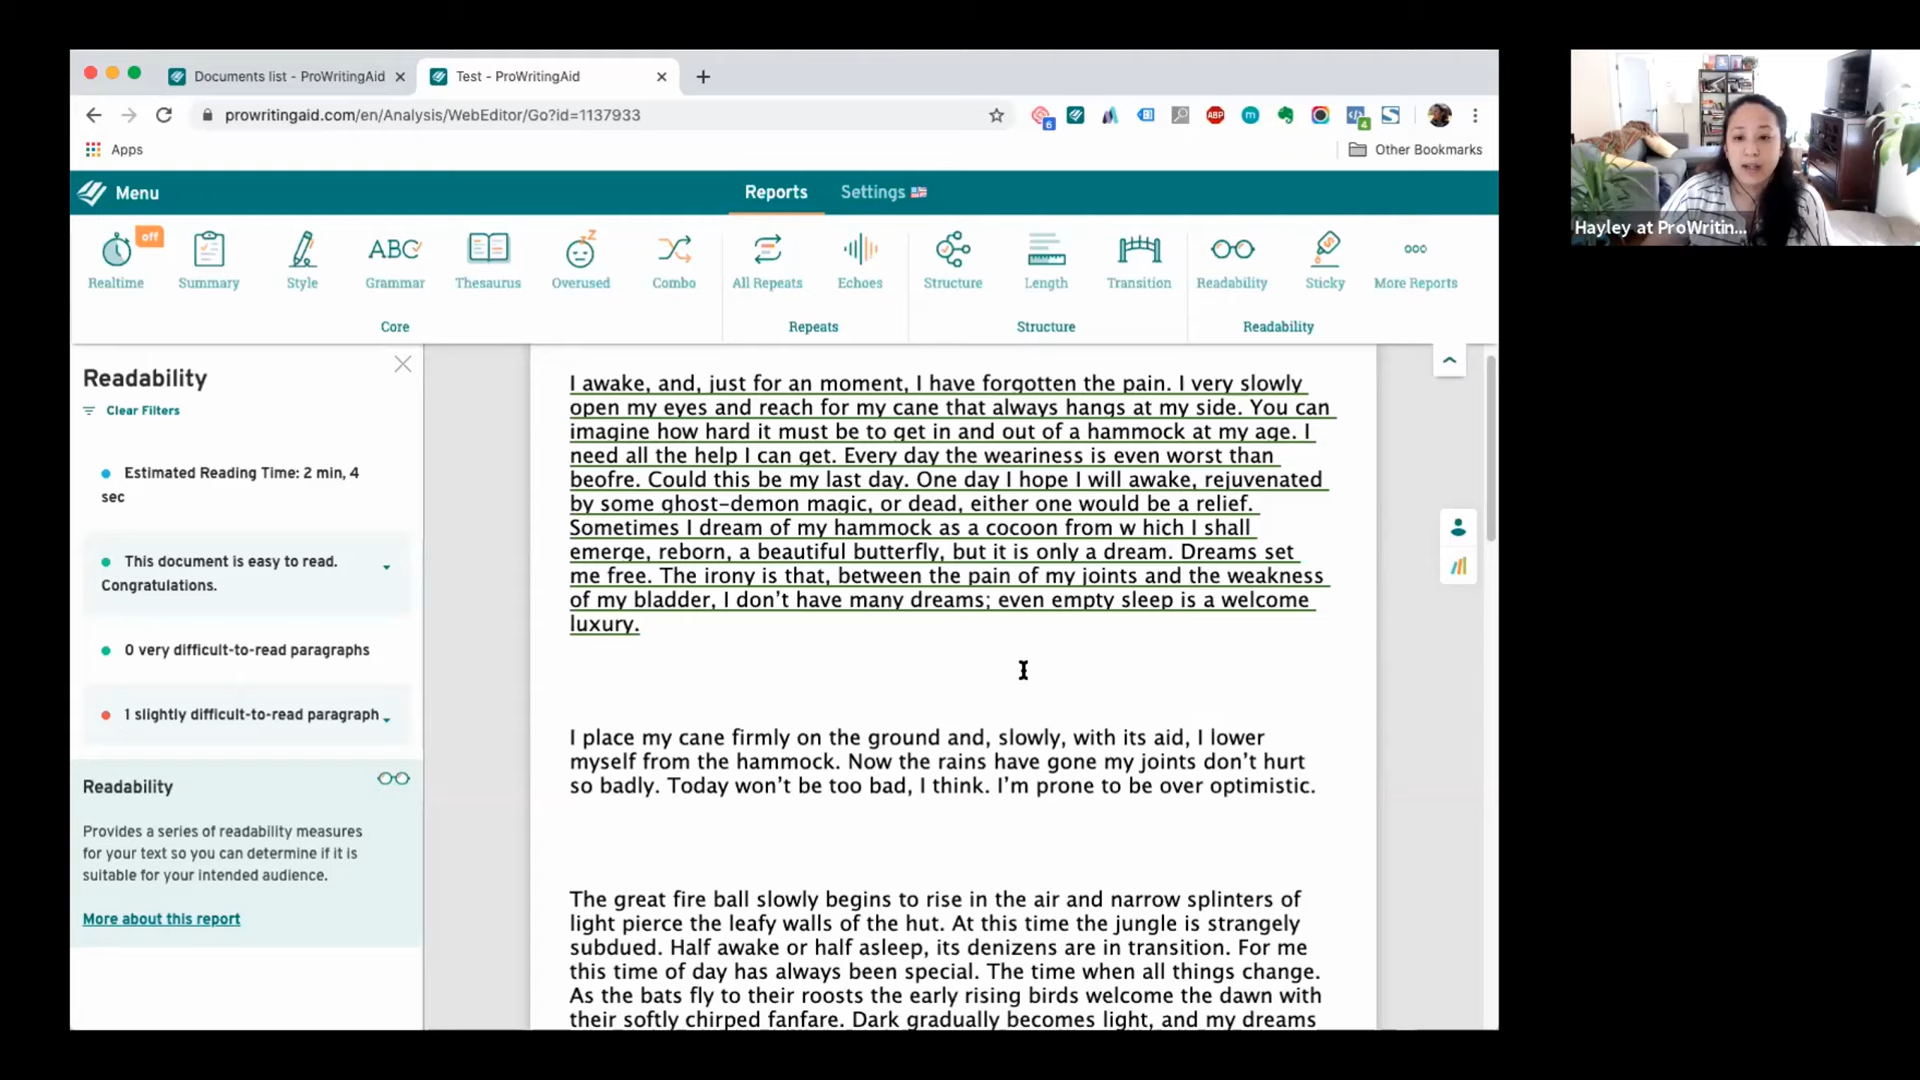 Documents list - ProWritingAid
Test - ProWritingAid
prowritingaid.com/en/Analysis/WebEditor/Go?id=1137933
6
ABP
m
4
Apps
Other Bookmarks
Menu
Reports
Settings
off
ABC
Realtime
Summary
Style
Grammar
Thesaurus
Overused
Combo
All Repeats
Echoes
Structure
Length
Transition
Readability
Sticky
More Reports
Core
Repeats
Structure
Readability
Readability
Clear Filters
Estimated Reading Time: 2 min, 4
sec
This document is easy to read.
Congratulations.
0 very difficult-to-read paragraphs
1 slightly difficult-to-read paragraph
Readability
Provides a series of readability measures
for your text so you can determine if it is
suitable for your intended audience.
More about this report
I awake, and, just for an moment, I have forgotten the pain. I very slowly
open my eyes and reach for my cane that always hangs at my side. You can
imagine how hard it must be to get in and out of a hammock at my age. I
need all the help I can get. Every day the weariness is even worst than
beofre. Could this be my last day. One day I hope I will awake, rejuvenated
by some ghost-demon magic, or dead, either one would be a relief.
Sometimes I dream of my hammock as a cocoon from w hich I shall
emerge, reborn, a beautiful butterfly, but it is only a dream. Dreams set
me free. The irony is that, between the pain of my joints and the weakness
of my bladder, I don't have many dreams; even empty sleep is a welcome
luxury.
I place my cane firmly on the ground and, slowly, with its aid, I lower
myself from the hammock. Now the rains have gone my joints don't hurt
so badly. Today won't be too bad, I think. I'm prone to be over optimistic.
The great fire ball slowly begins to rise in the air and narrow splinters of
light pierce the leafy walls of the hut. At this time the jungle is strangely
subdued. Half awake or half asleep, its denizens are in transition. For me
this time of day has always been special. The time when all things change.
As the bats fly to their roosts the early rising birds welcome the dawn with
their softly chirped fanfare. Dark gradually becomes light, and my dreams
Hayley at ProWritin...